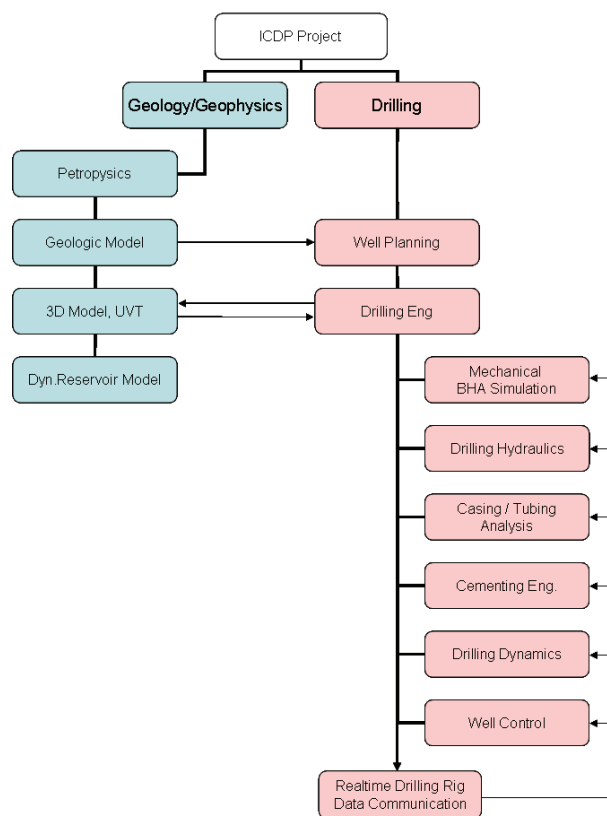 ICDP Project
Geology/Geophysics
Drilling
Petropysics
Geologic Model
Well Planning
3D Model, UVT
Drilling Eng
Dyn.Reservoir Model
Mechanical
BHA Simulation
Drilling Hydraulics
Casing / Tubing
Analysis
Cementing Eng.
Drilling Dynamics
Well Control
Realtime Drilling Rig
Data Communication